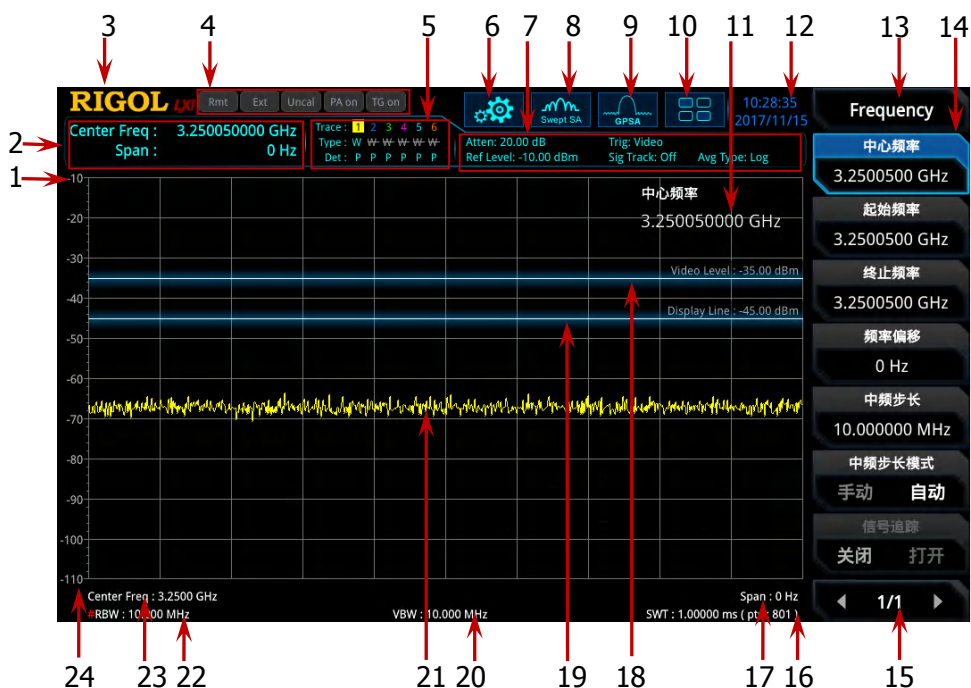 3 4 5 6 7 8 9 10 11 12 13 14
RIGOL LXI Rmt Ext Uncal PA on TG on
Swept SA GPSA
10:28:35
2017/11/15
Frequency
2
Center Freq : 3.250050000 GHz
Span : 0 Hz
Trace : 1 2 3 4 5 6
Type : W W W W W W
Det : P P P P P P
Atten: 20.00 dB Trig: Video
Ref Level: -10.00 dBm Sig Track: Off Avg Type: Log
中心频率
3.2500500 GHz
1
-10
中心频率
3.250050000 GHz
起始频率
3.2500500 GHz
-20
-30
Video Level : -35.00 dBm
终止频率
3.2500500 GHz
-40
Display Line : -45.00 dBm
频率偏移
0 Hz
-50
-60
中频步长
10.000000 MHz
-70
-80
中频步长模式
手动 自动
-90
-100
信号追踪
关闭 打开
-110
Center Freq : 3.2500 GHz Span : 0 Hz
#RBW : 10.000 MHz VBW : 10.000 MHz SWT : 1.00000 ms ( pts : 801 )
1/1
24 23 22 21 20 19 18 17 16 15